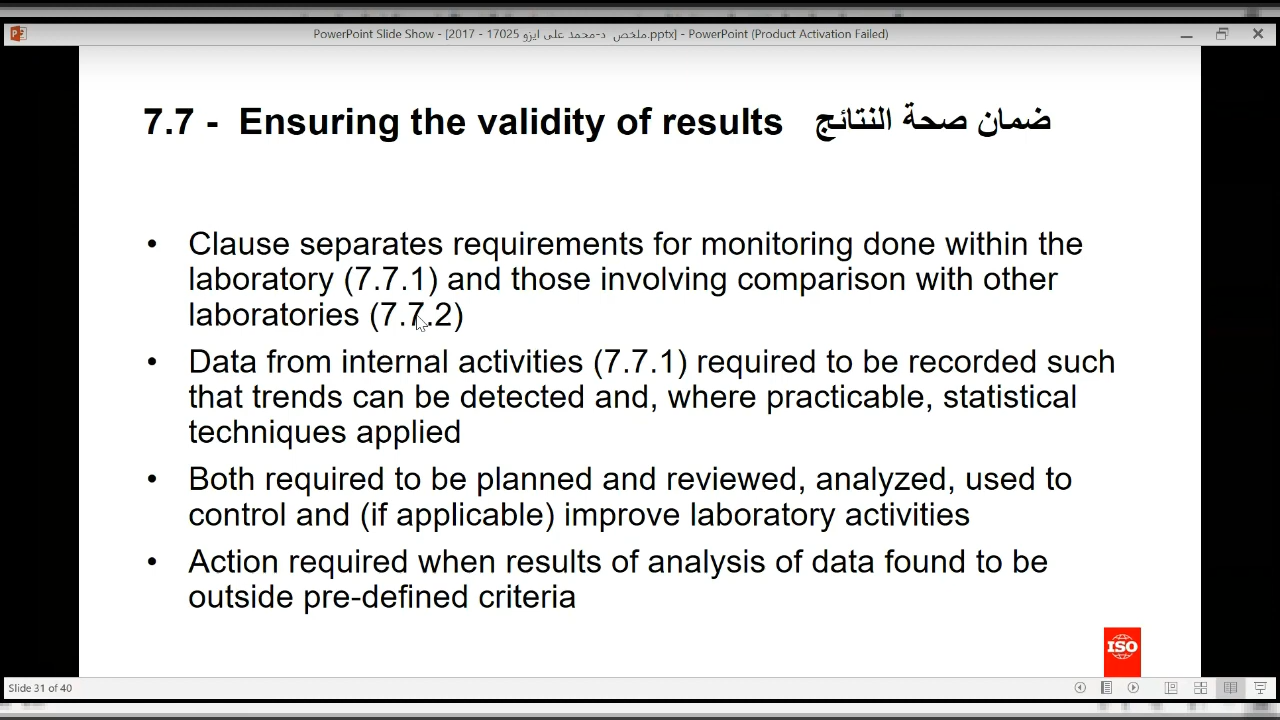 PowerPoint Slide Show - [2017 - 17025 ملخص د-محمد على ايزو.pptx] - PowerPoint (Product Activation Failed)
7.7 - Ensuring the validity of results ضمان صحة النتائج
• Clause separates requirements for monitoring done within the
laboratory (7.7.1) and those involving comparison with other
laboratories (7.7.2)
• Data from internal activities (7.7.1) required to be recorded such
that trends can be detected and, where practicable, statistical
techniques applied
• Both required to be planned and reviewed, analyzed, used to
control and (if applicable) improve laboratory activities
• Action required when results of analysis of data found to be
outside pre-defined criteria
ISO
Slide 31 of 40